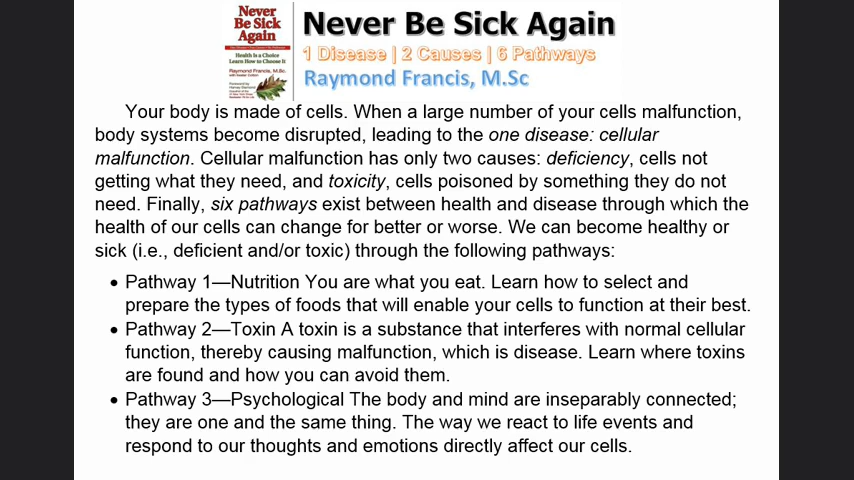 Never
Be Sick
Again
Health Is a Choice
Learn How to Choose It
Raymond Francis, M.Sc.
Never Be Sick Again
1 Disease | 2 Causes | 6 Pathways
Raymond Francis, M.Sc
Your body is made of cells. When a large number of your cells malfunction,
body systems become disrupted, leading to the one disease: cellular
malfunction. Cellular malfunction has only two causes: deficiency, cells not
getting what they need, and toxicity, cells poisoned by something they do not
need. Finally, six pathways exist between health and disease through which the
health of our cells can change for better or worse. We can become healthy or
sick (i.e., deficient and/or toxic) through the following pathways:
• Pathway 1—Nutrition You are what you eat. Learn how to select and
prepare the types of foods that will enable your cells to function at their best.
• Pathway 2—Toxin A toxin is a substance that interferes with normal cellular
function, thereby causing malfunction, which is disease. Learn where toxins
are found and how you can avoid them.
• Pathway 3—Psychological The body and mind are inseparably connected;
they are one and the same thing. The way we react to life events and
respond to our thoughts and emotions directly affect our cells.